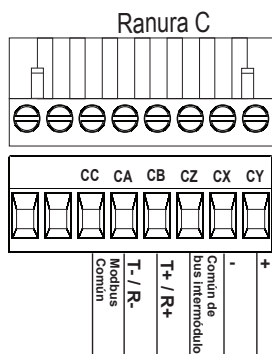 Ranura C
CC CA CB CZ CX CY
Modbus
Común
T- / R-
T+ / R+
Común de
bus intermódulo
-
+